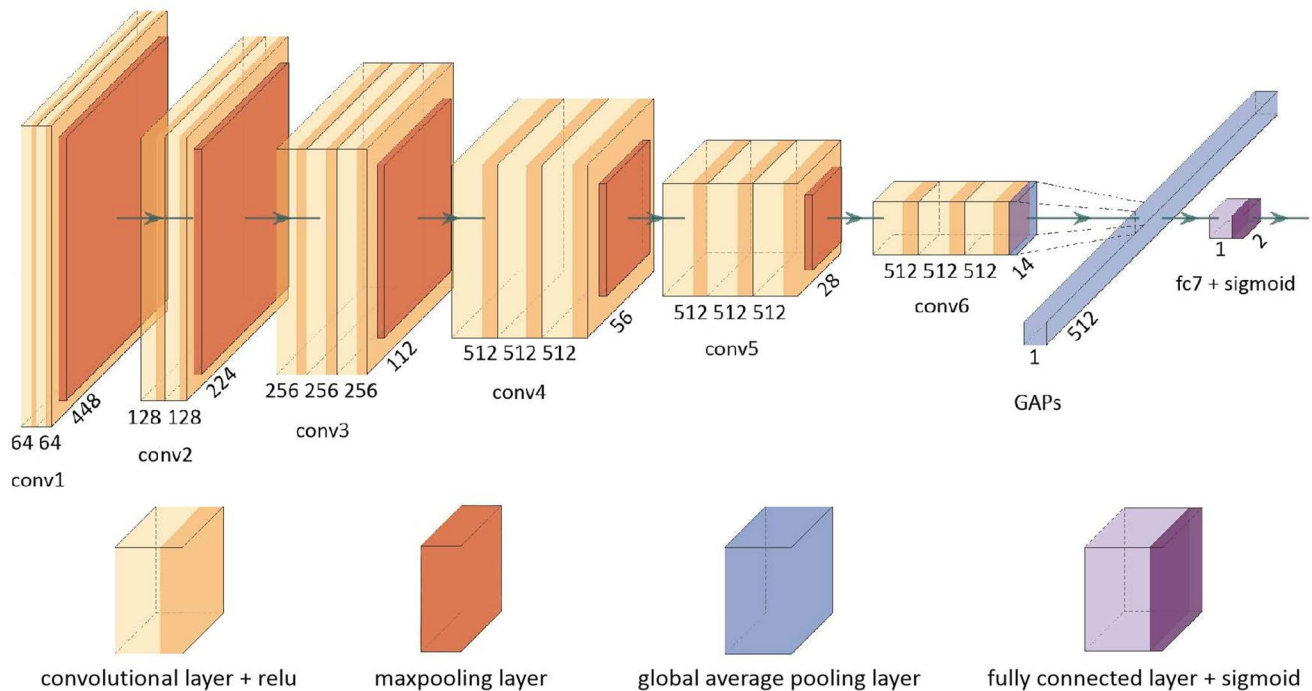 64 64
448
conv1
128 128
224
conv2
256 256 256
112
conv3
512 512 512
56
conv4
512 512 512
28
conv5
512 512 512
14
conv6
1
512
GAPs
1
2
fc7 + sigmoid
convolutional layer + relu
maxpooling layer
global average pooling layer
fully connected layer + sigmoid